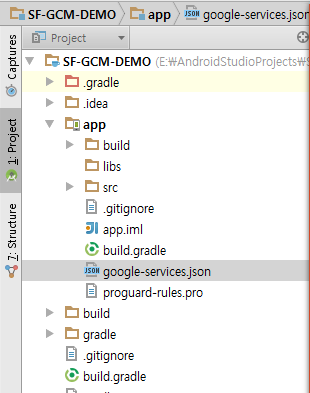 SF-GCM-DEMO app google-services.json
Project
SF-GCM-DEMO (E:₩AndroidStudioProjects₩
.gradle
.idea
app
build
libs
src
.gitignore
app.iml
build.gradle
google-services.json
proguard-rules.pro
build
gradle
.gitignore
build.gradle
Captures
1: Project
7: Structure